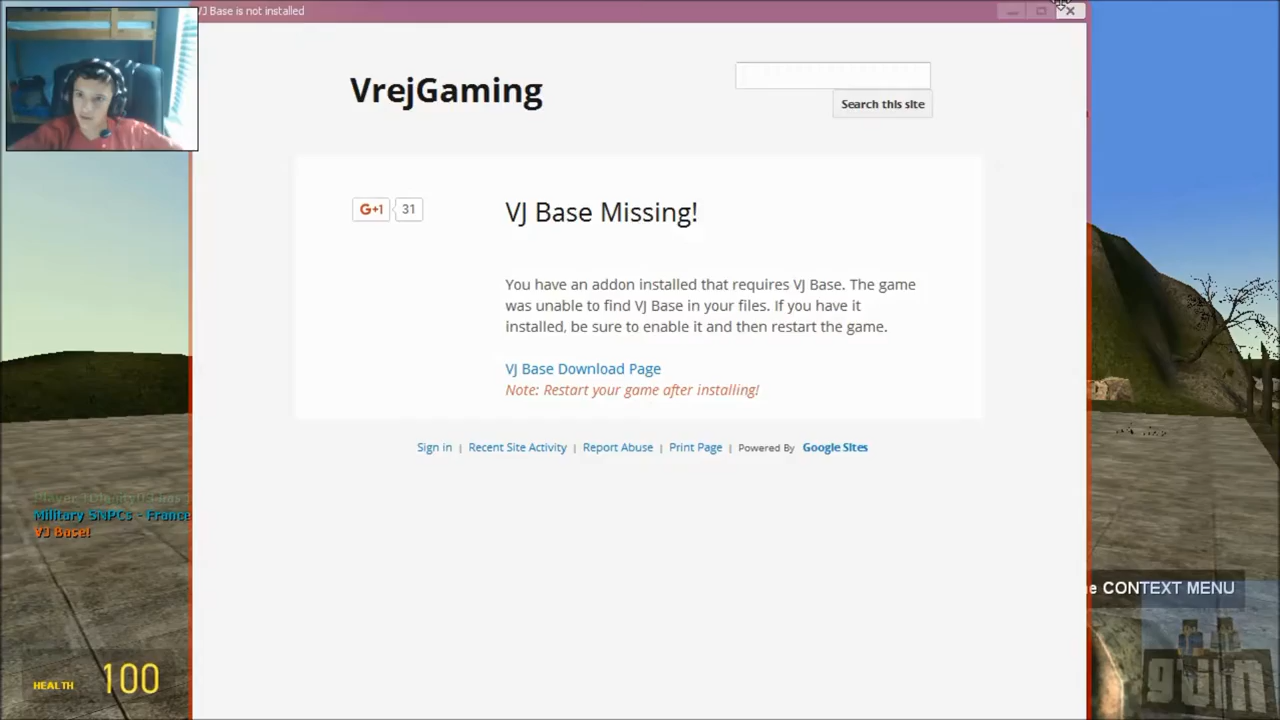 VJ Base is not installed
VrejGaming
Search this site
G+1 31
VJ Base Missing!
You have an addon installed that requires VJ Base. The game
was unable to find VJ Base in your files. If you have it
installed, be sure to enable it and then restart the game.
VJ Base Download Page
Note: Restart your game after installing!
Sign in | Recent Site Activity | Report Abuse | Print Page | Powered By Google Sites
Player
Military SNPCs - France
VJ Base!
e CONTEXT MENU
HEALTH 100